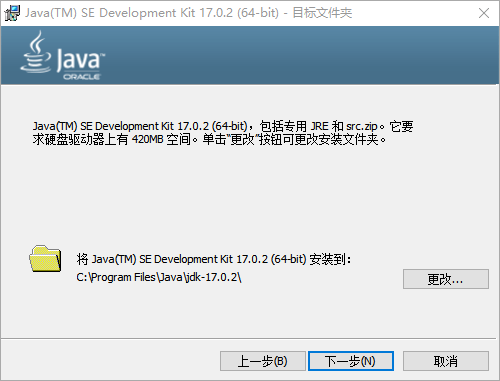 Java(TM) SE Development Kit 17.0.2 (64-bit) - 目标文件夹
Java™
ORACLE
Java(TM) SE Development Kit 17.0.2 (64-bit)，包括专用 JRE 和 src.zip。它要
求硬盘驱动器上有 420MB 空间。单击“更改”按钮可更改安装文件夹。
将 Java(TM) SE Development Kit 17.0.2 (64-bit) 安装到：
C:\Program Files\Java\jdk-17.0.2\
更改...
上一步(B) 下一步(N) 取消